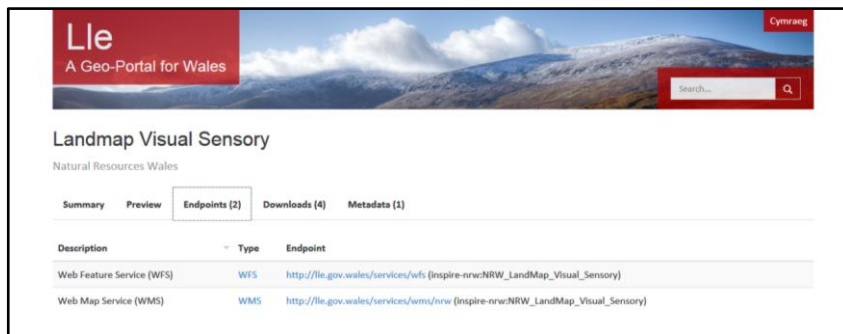 Cymraeg
Lle
A Geo-Portal for Wales
Search...
Landmap Visual Sensory
Natural Resources Wales
Summary Preview Endpoints (2) Downloads (4) Metadata (1)
Description Type Endpoint
Web Feature Service (WFS) WFS http://lle.gov.wales/services/wfs (inspire-nrw:NRW_LandMap_Visual_Sensory)
Web Map Service (WMS) WMS http://lle.gov.wales/services/wms/nrw (inspire-nrw:NRW_LandMap_Visual_Sensory)